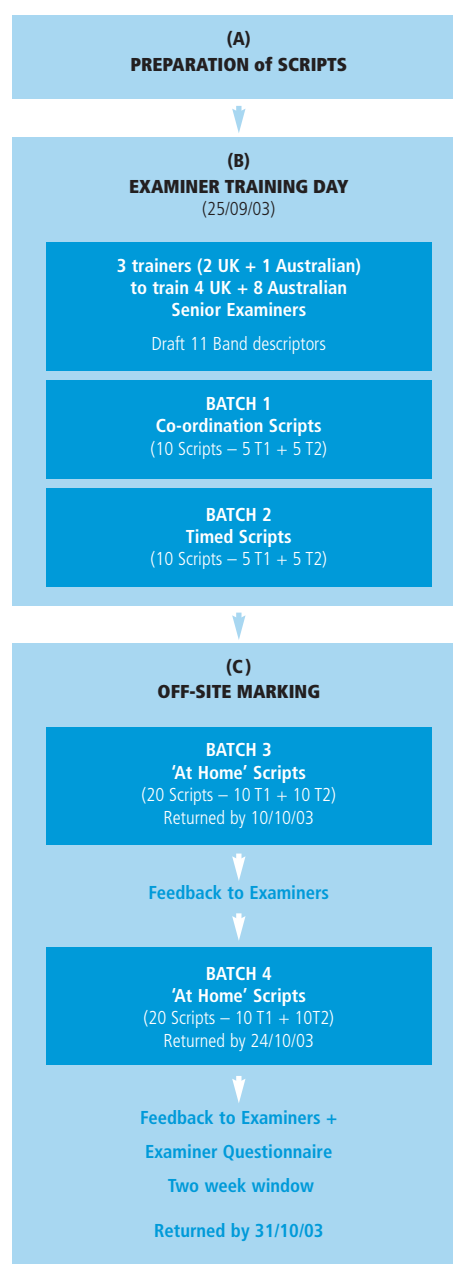 (A)
PREPARATION of SCRIPTS
(B)
EXAMINER TRAINING DAY
(25/09/03)
3 trainers (2 UK + 1 Australian)
to train 4 UK + 8 Australian
Senior Examiners
Draft 11 Band descriptors
BATCH 1
Co-ordination Scripts
(10 Scripts – 5 T1 + 5 T2)
BATCH 2
Timed Scripts
(10 Scripts – 5 T1 + 5 T2)
(C)
OFF-SITE MARKING
BATCH 3
‘At Home’ Scripts
(20 Scripts – 10 T1 + 10 T2)
Returned by 10/10/03
Feedback to Examiners
BATCH 4
‘At Home’ Scripts
(20 Scripts – 10 T1 + 10T2)
Returned by 24/10/03
Feedback to Examiners +
Examiner Questionnaire
Two week window
Returned by 31/10/03